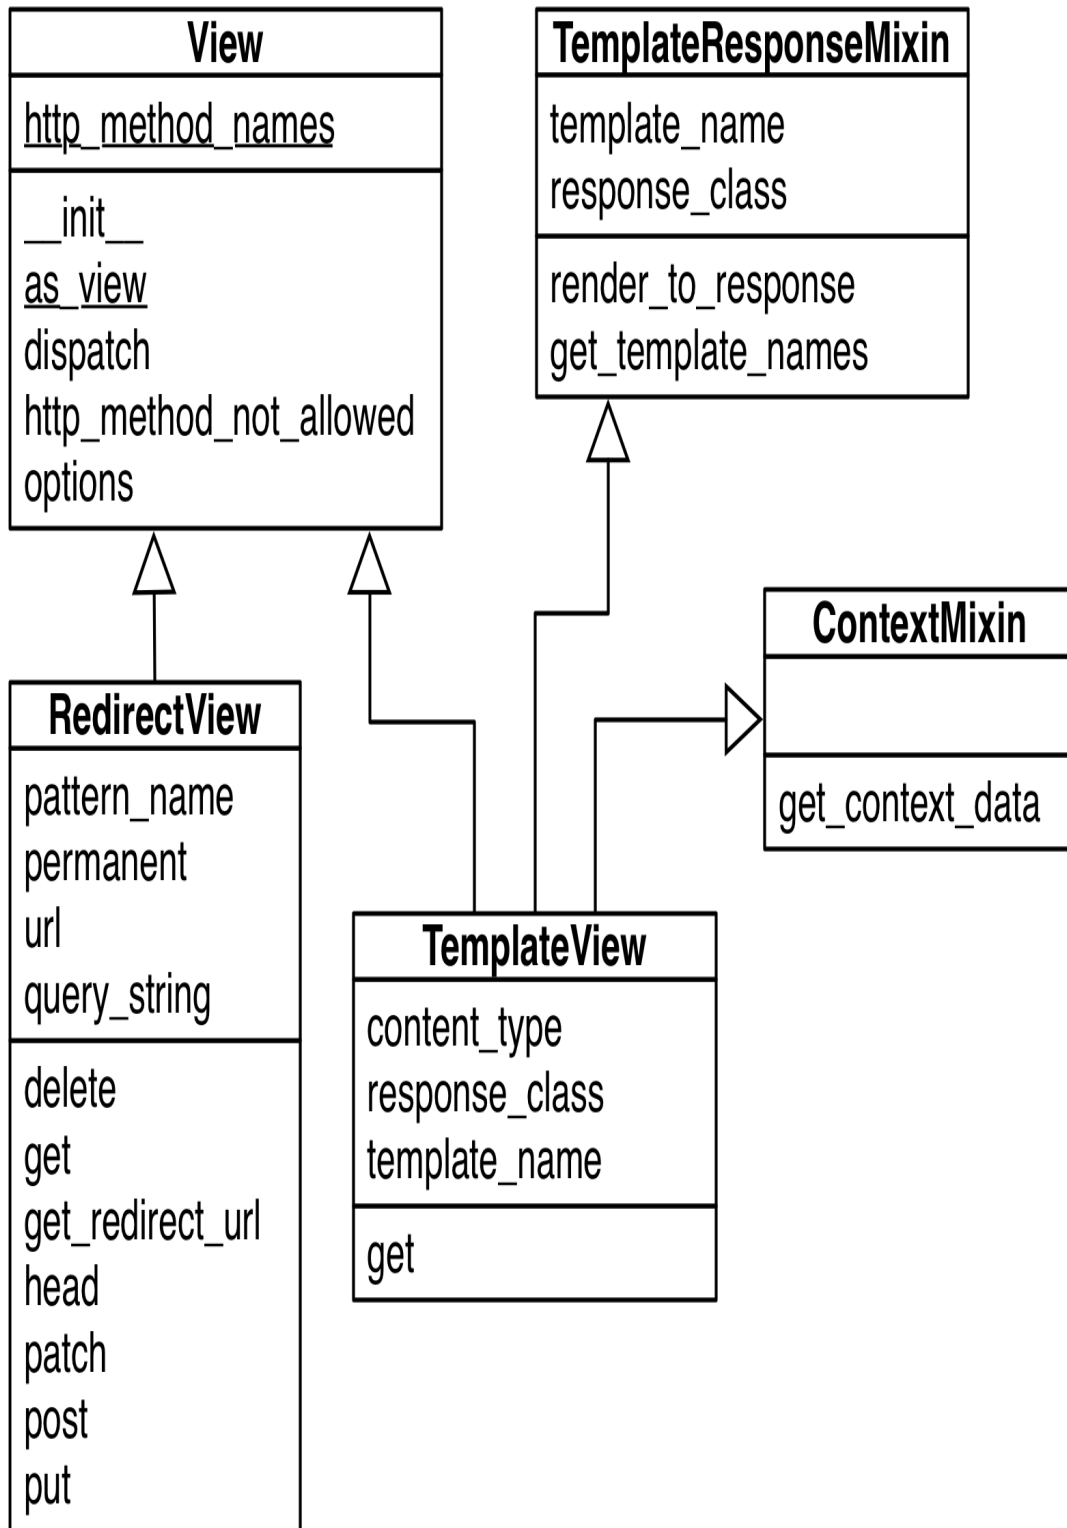 View
http_method_names
__init__
as_view
dispatch
http_method_not_allowed
options
TemplateResponseMixin
template_name
response_class
render_to_response
get_template_names
ContextMixin
get_context_data
RedirectView
pattern_name
permanent
url
query_string
delete
get
get_redirect_url
head
patch
post
put
TemplateView
content_type
response_class
template_name
get